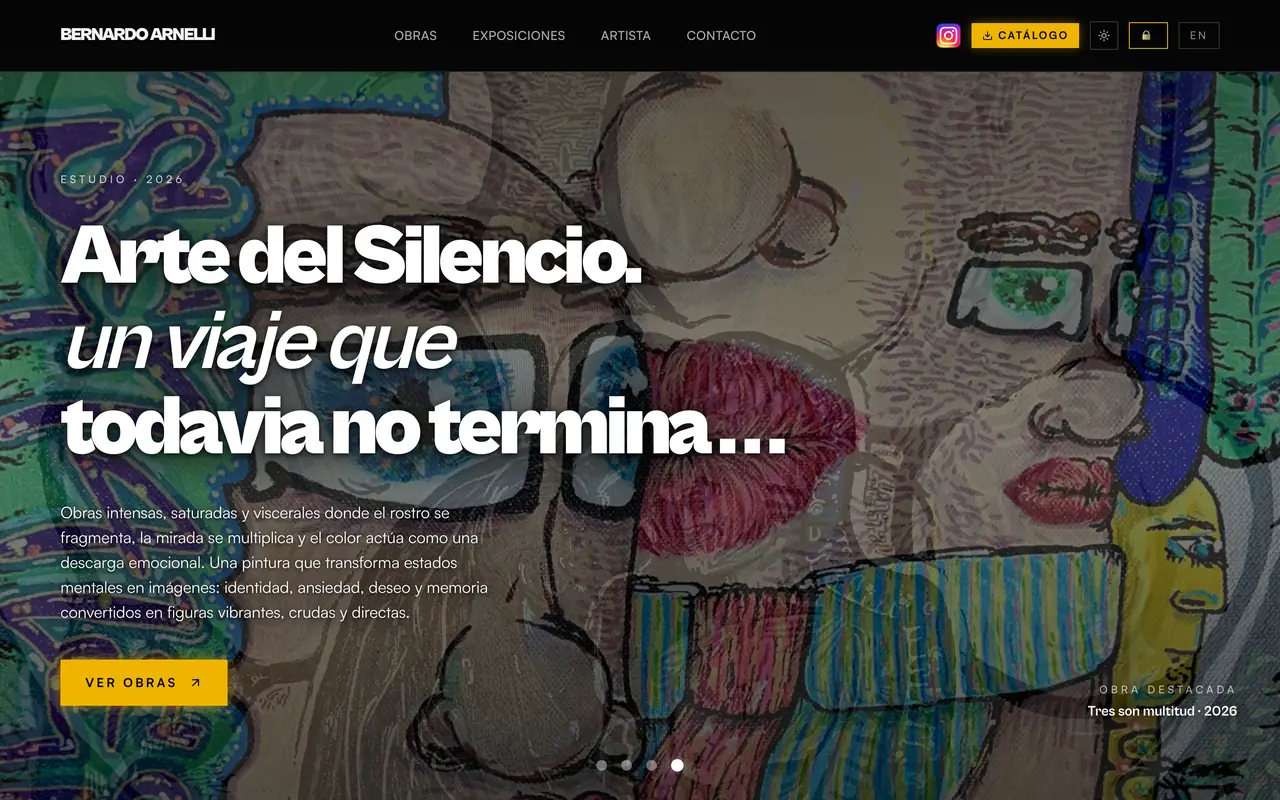 BERNARDO ARNELLI
OBRAS
EXPOSICIONES
ARTISTA
CONTACTO
CATÁLOGO
EN
ESTUDIO · 2026
Arte del Silencio.
un viaje que
todavia no termina...
Obras intensas, saturadas y viscerales donde el rostro se
fragmenta, la mirada se multiplica y el color actúa como una
descarga emocional. Una pintura que transforma estados
mentales en imágenes: identidad, ansiedad, deseo y memoria
convertidos en figuras vibrantes, crudas y directas.
VER OBRAS
OBRA DESTACADA
Tres son multitud · 2026